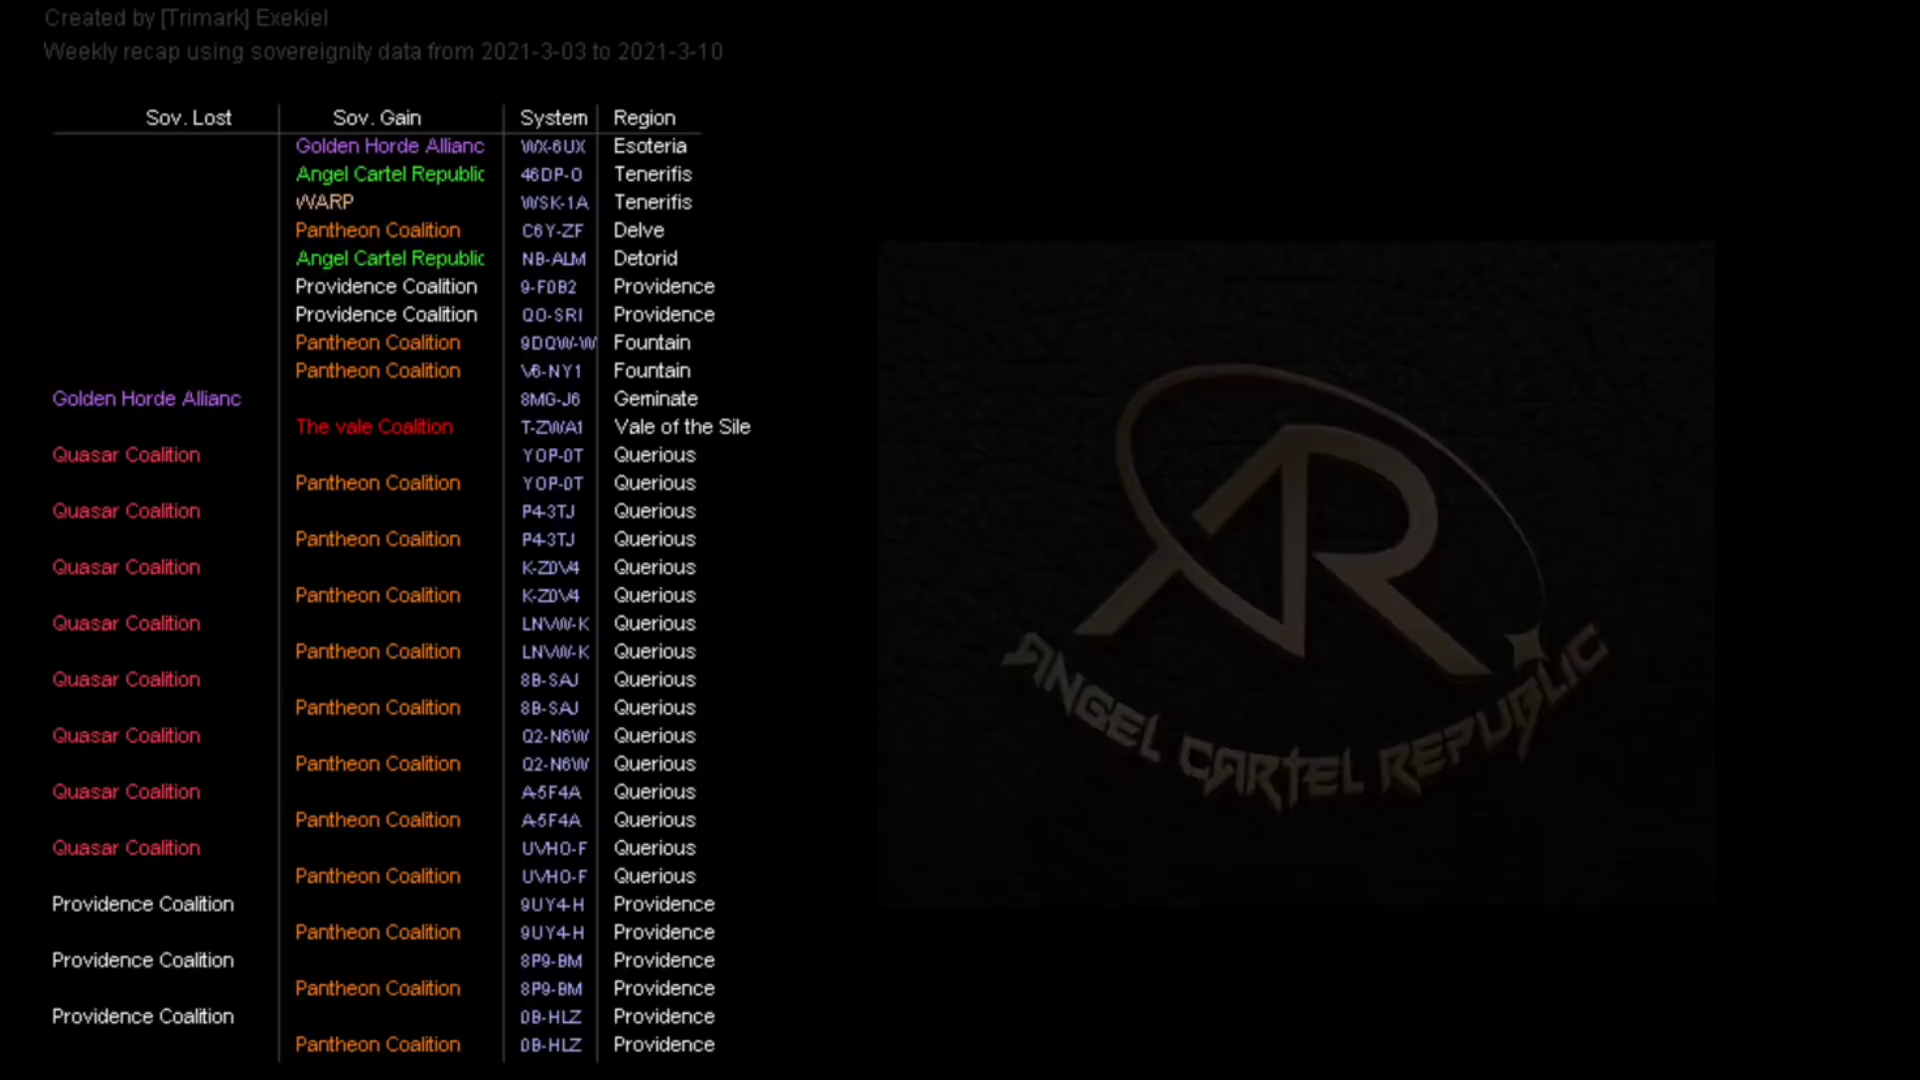 Created by [Trimark] Exekiel
Weekly recap using sovereignity data from 2021-3-03 to 2021-3-10
Sov. Lost Sov. Gain System Region
Golden Horde Allianc WX-6UX Esoteria
Angel Cartel Republic 46DP-O Tenerifis
WARP WSK-1A Tenerifis
Pantheon Coalition C6Y-ZF Delve
Angel Cartel Republic NB-ALM Detorid
Providence Coalition 9-F0B2 Providence
Providence Coalition QO-SRI Providence
Pantheon Coalition 9DQW-W Fountain
Pantheon Coalition V6-NY1 Fountain
Golden Horde Allianc 8MG-J6 Geminate
The vale Coalition T-ZWA1 Vale of the Sile
Quasar Coalition YOP-0T Querious
Pantheon Coalition YOP-0T Querious
Quasar Coalition P4-3TJ Querious
Pantheon Coalition P4-3TJ Querious
Quasar Coalition K-Z0V4 Querious
Pantheon Coalition K-Z0V4 Querious
Quasar Coalition LNVW-K Querious
Pantheon Coalition LNVW-K Querious
Quasar Coalition 8B-SAJ Querious
Pantheon Coalition 8B-SAJ Querious
Quasar Coalition Q2-N6W Querious
Pantheon Coalition Q2-N6W Querious
Quasar Coalition A-5F4A Querious
Pantheon Coalition A-5F4A Querious
Quasar Coalition UVHO-F Querious
Pantheon Coalition UVHO-F Querious
Providence Coalition 9UY4-H Providence
Pantheon Coalition 9UY4-H Providence
Providence Coalition 8P9-BM Providence
Pantheon Coalition 8P9-BM Providence
Providence Coalition 0B-HLZ Providence
Pantheon Coalition 0B-HLZ Providence
AR
ANGEL CARTEL REPUBLIC